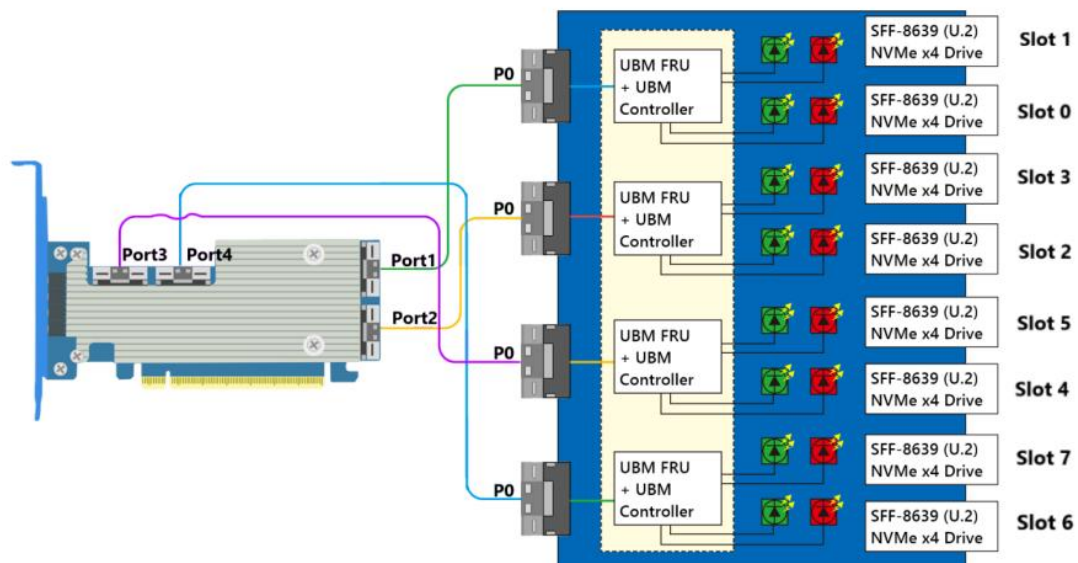 P0
UBM FRU
+ UBM
Controller
SFF-8639 (U.2)
NVMe x4 Drive
Slot 1
SFF-8639 (U.2)
NVMe x4 Drive
Slot 0
P0
UBM FRU
+ UBM
Controller
SFF-8639 (U.2)
NVMe x4 Drive
Slot 3
SFF-8639 (U.2)
NVMe x4 Drive
Slot 2
Port3
Port4
Port1
Port2
P0
UBM FRU
+ UBM
Controller
SFF-8639 (U.2)
NVMe x4 Drive
Slot 5
SFF-8639 (U.2)
NVMe x4 Drive
Slot 4
P0
UBM FRU
+ UBM
Controller
SFF-8639 (U.2)
NVMe x4 Drive
Slot 7
SFF-8639 (U.2)
NVMe x4 Drive
Slot 6